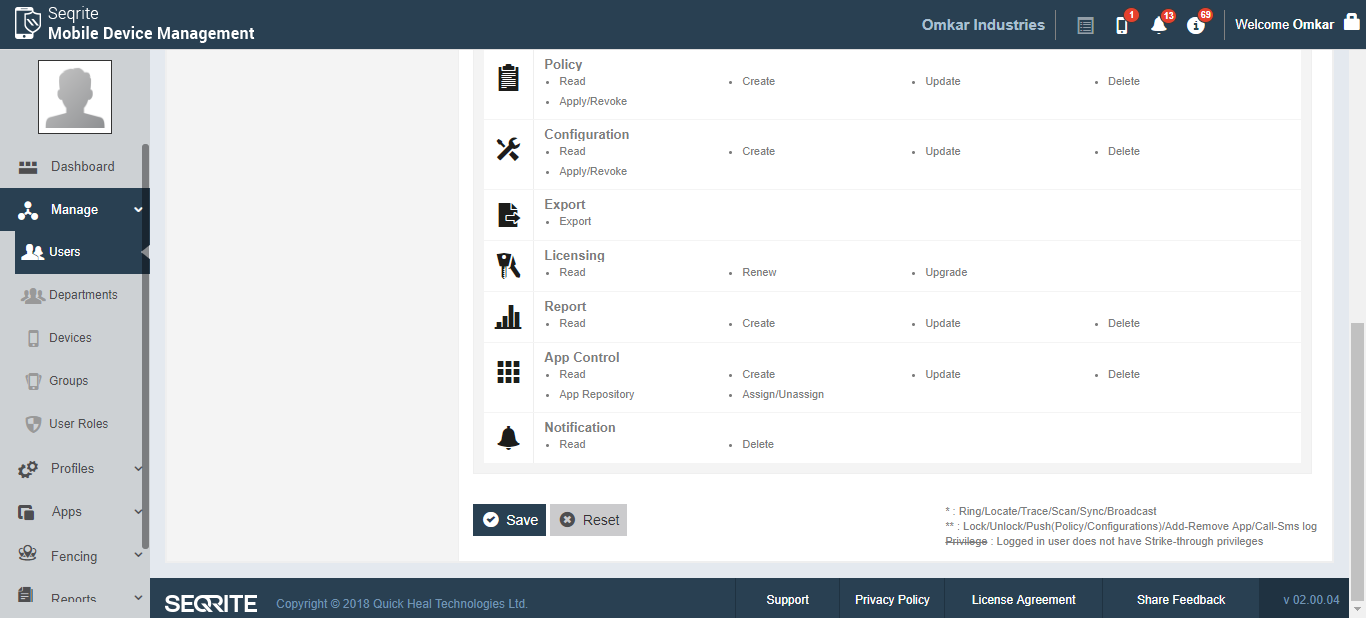 Seqrite
Mobile Device Management
Omkar Industries
1
13
69
Welcome Omkar
Dashboard
Manage
Users
Departments
Devices
Groups
User Roles
Profiles
Apps
Fencing
Reports
Policy
• Read • Create • Update • Delete
• Apply/Revoke
Configuration
• Read • Create • Update • Delete
• Apply/Revoke
Export
• Export
Licensing
• Read • Renew • Upgrade
Report
• Read • Create • Update • Delete
App Control
• Read • Create • Update • Delete
• App Repository • Assign/Unassign
Notification
• Read • Delete
Save Reset
* : Ring/Locate/Trace/Scan/Sync/Broadcast
** : Lock/Unlock/Push(Policy/Configurations)/Add-Remove App/Call-Sms log
Privilege : Logged in user does not have Strike-through privileges
SEQRITE Copyright © 2018 Quick Heal Technologies Ltd. Support Privacy Policy License Agreement Share Feedback v 02.00.04